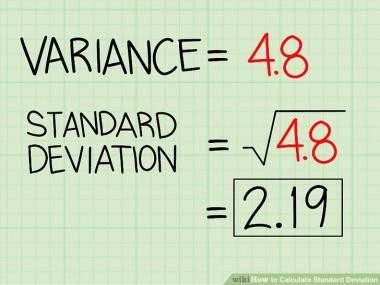 VARIANCE = 4.8
STANDARD
DEVIATION = √4.8
= 2.19
wikiHow to Calculate Standard Deviation